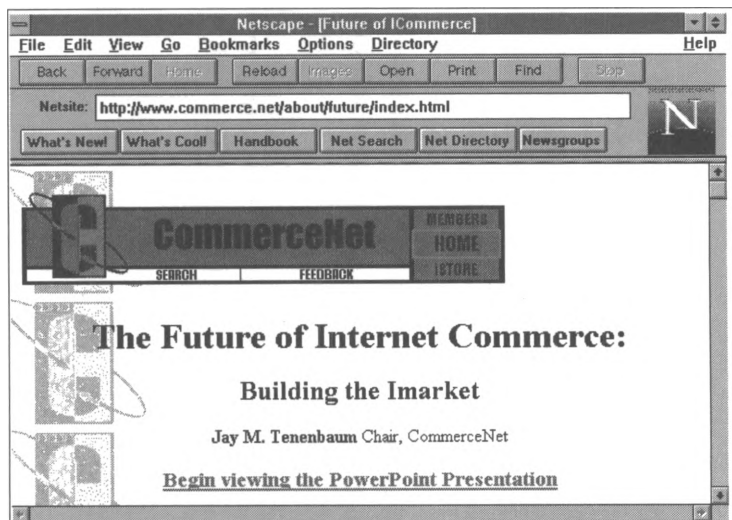 Netscape - [Future of ICommerce]
File Edit View Go Bookmarks Options Directory Help
Back Forward Home Reload Images Open Print Find Stop
Netsite: http://www.commerce.net/about/future/index.html
N
What's New! What's Cool! Handbook Net Search Net Directory Newsgroups
CommerceNet
MEMBERS
HOME
ISTORE
SEARCH FEEDBACK
The Future of Internet Commerce:
Building the Imarket
Jay M. Tenenbaum Chair, CommerceNet
Begin viewing the PowerPoint Presentation